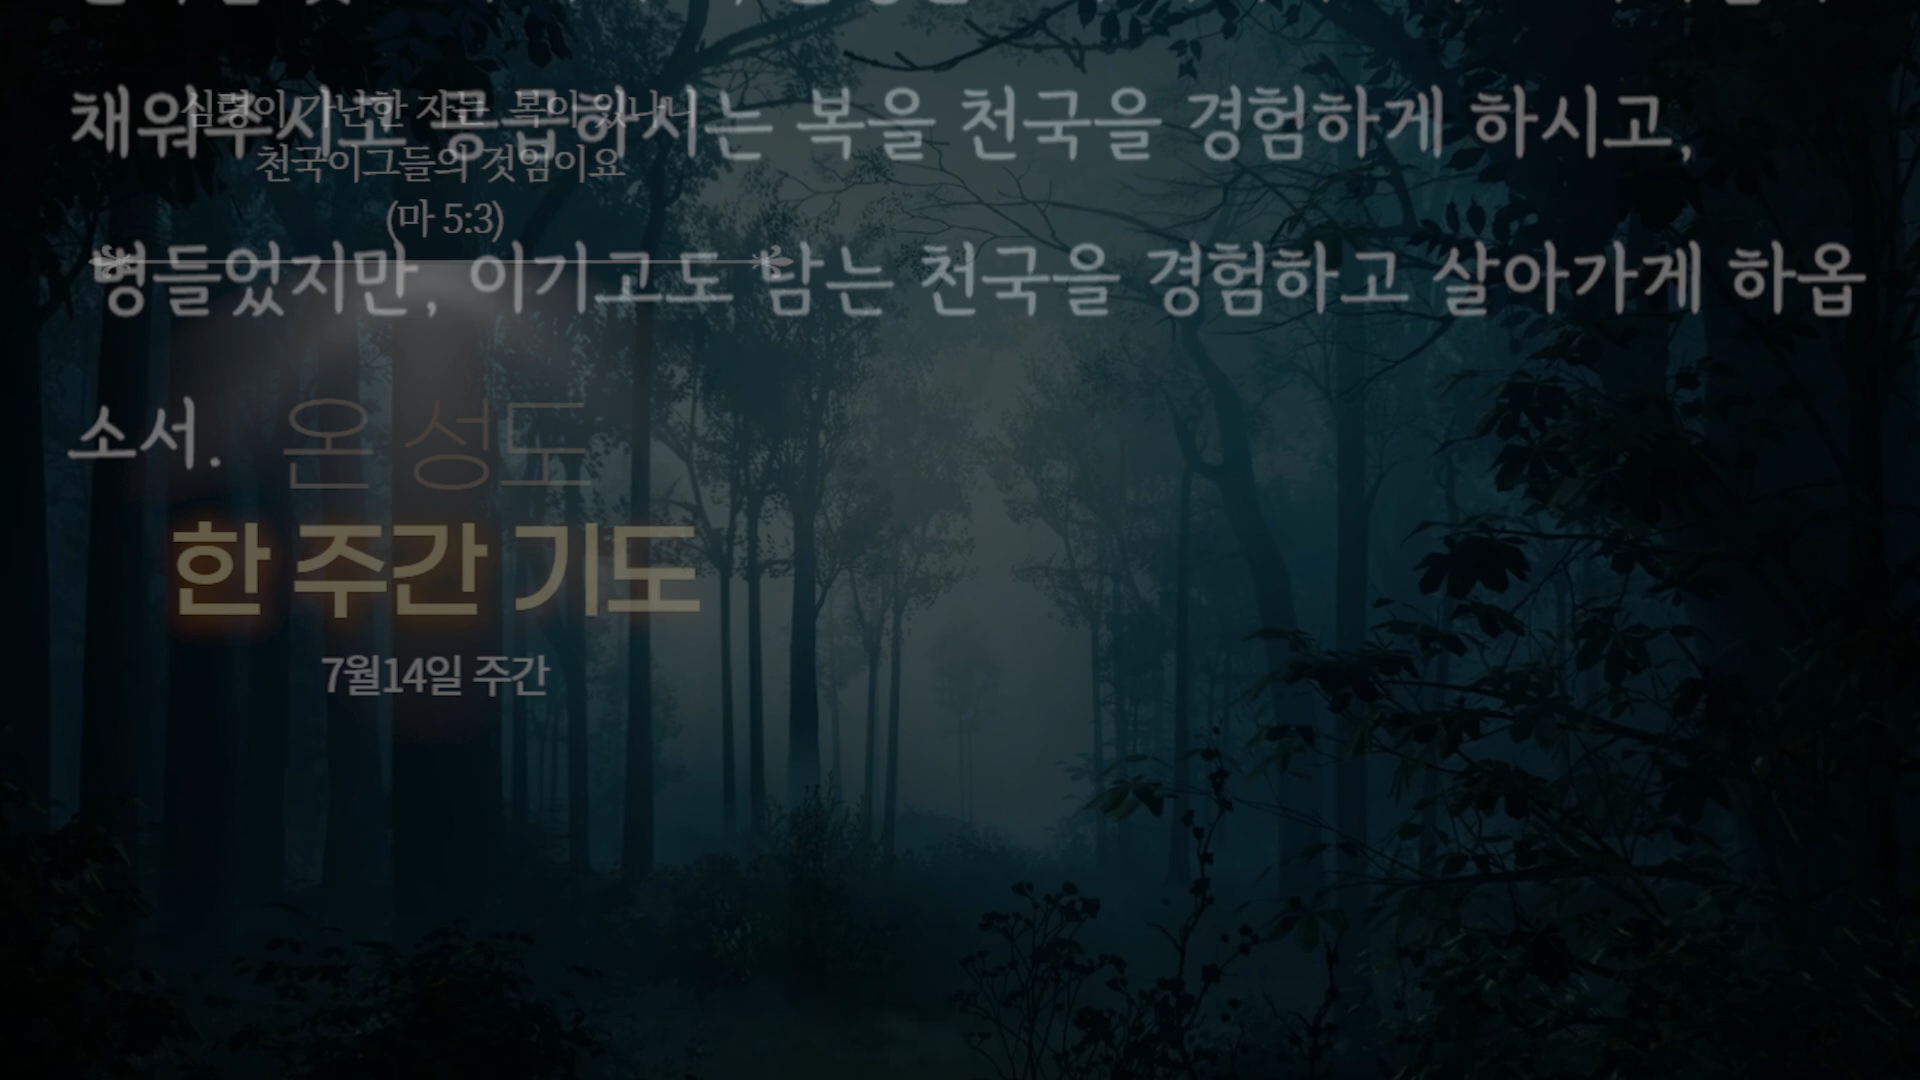 채워주시고 공급하시는 복을 천국을 경험하게 하시고,
심령이 가난한 자는 복이 있나니
천국이그들의 것임이요
(마 5:3)
병들었지만, 이기고도 남는 천국을 경험하고 살아가게 하옵
소서.
온 성도
한 주간 기도
7월14일 주간